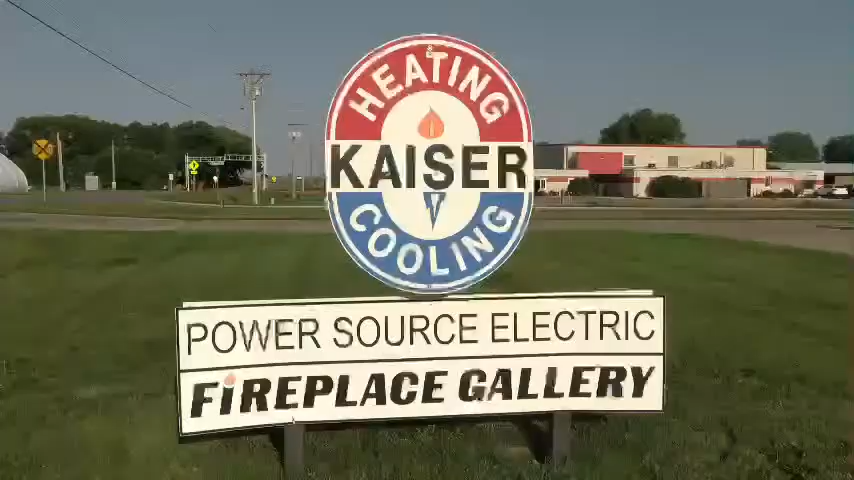 HEATING
KAISER
COOLING
POWER SOURCE ELECTRIC
FIREPLACE GALLERY